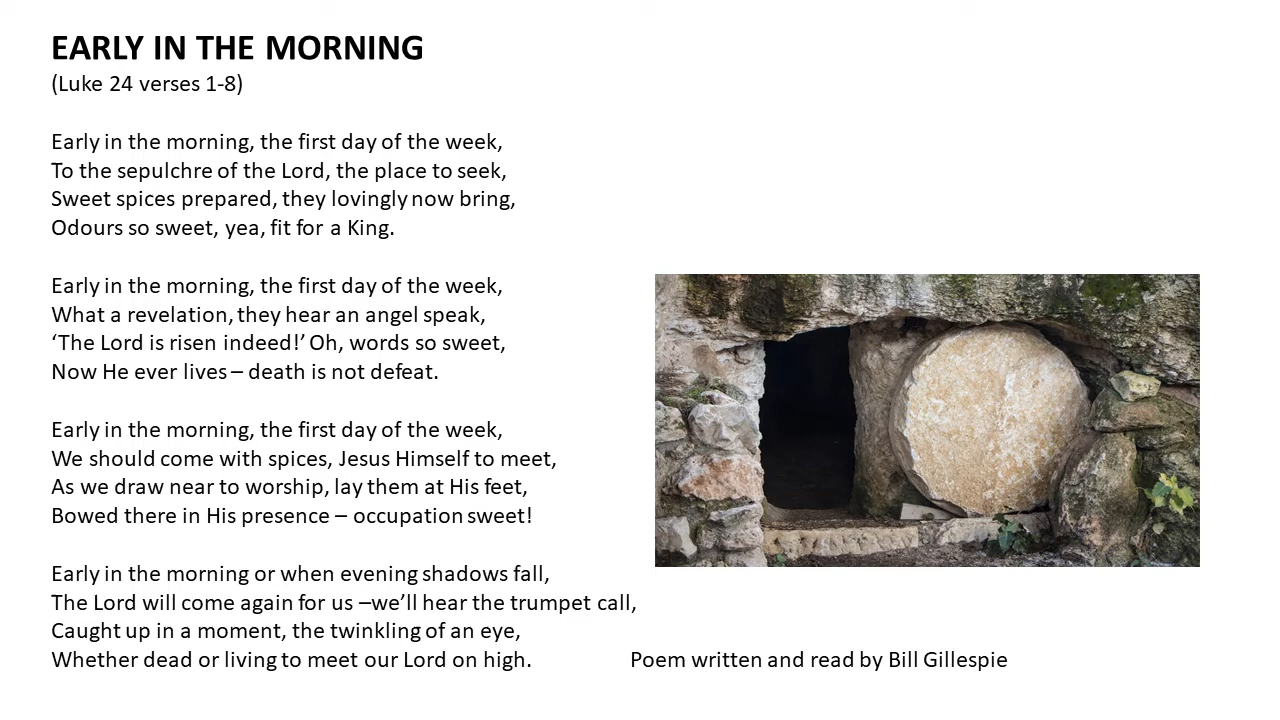 EARLY IN THE MORNING
(Luke 24 verses 1-8)
Early in the morning, the first day of the week,
To the sepulchre of the Lord, the place to seek,
Sweet spices prepared, they lovingly now bring,
Odours so sweet, yea, fit for a King.
Early in the morning, the first day of the week,
What a revelation, they hear an angel speak,
‘The Lord is risen indeed!’ Oh, words so sweet,
Now He ever lives – death is not defeat.
Early in the morning, the first day of the week,
We should come with spices, Jesus Himself to meet,
As we draw near to worship, lay them at His feet,
Bowed there in His presence – occupation sweet!
Early in the morning or when evening shadows fall,
The Lord will come again for us –we’ll hear the trumpet call,
Caught up in a moment, the twinkling of an eye,
Whether dead or living to meet our Lord on high.
Poem written and read by Bill Gillespie